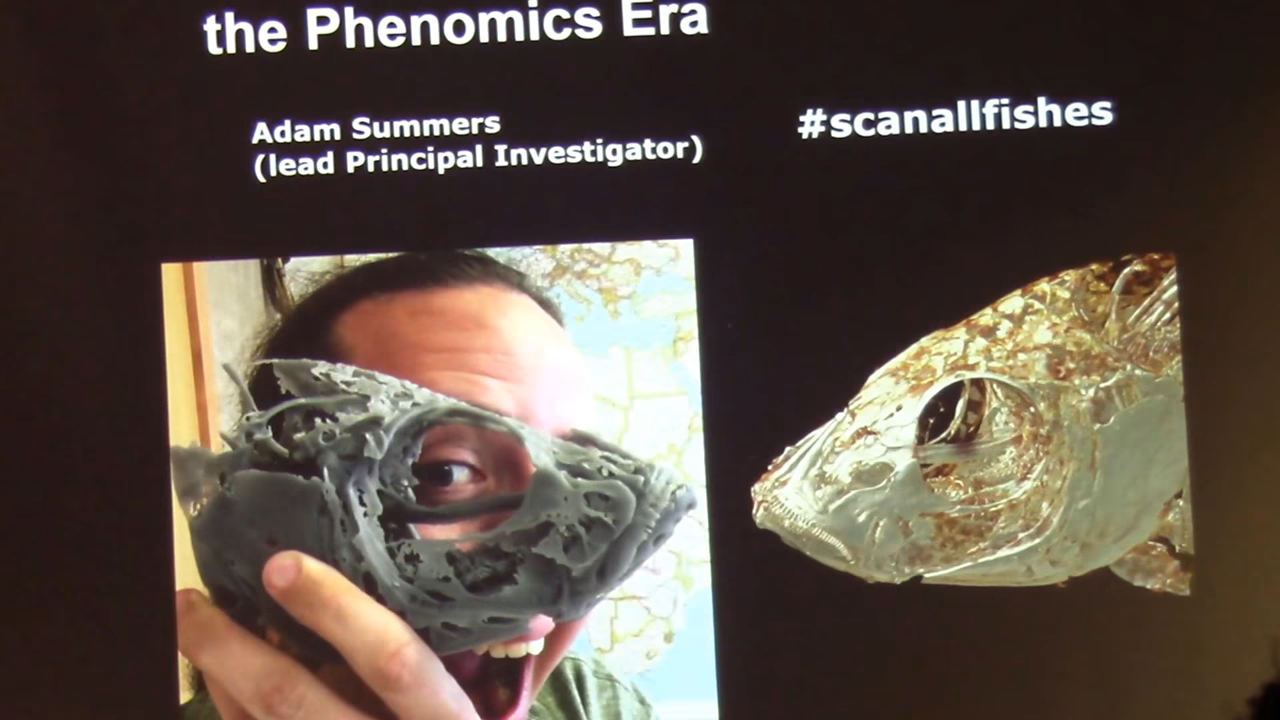 the Phenomics Era
Adam Summers
(lead Principal Investigator)
#scanallfishes